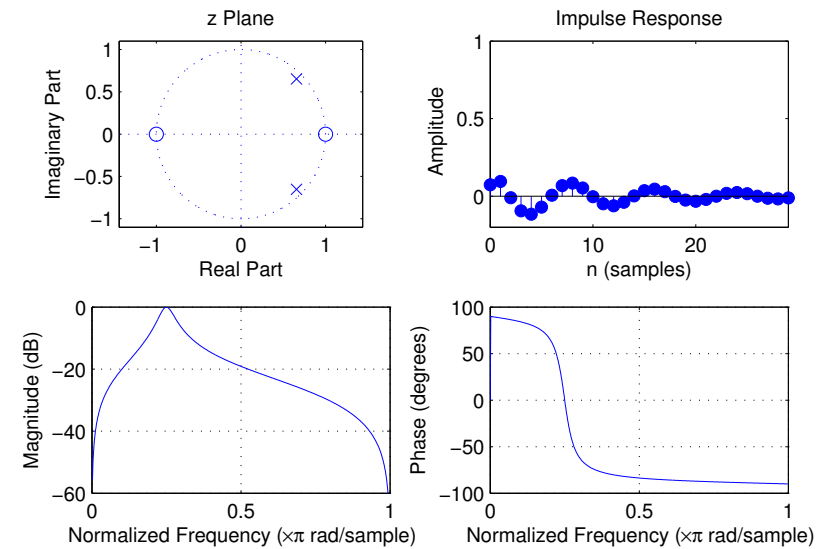 z Plane
Imaginary Part
1
0.5
0
−0.5
−1
−1
0
1
Real Part
Impulse Response
Amplitude
1
0.5
0
0
10
20
n (samples)
Magnitude (dB)
0
−20
−40
−60
0
0.5
1
Normalized Frequency (×π rad/sample)
Phase (degrees)
100
50
0
−50
−100
0
0.5
1
Normalized Frequency (×π rad/sample)